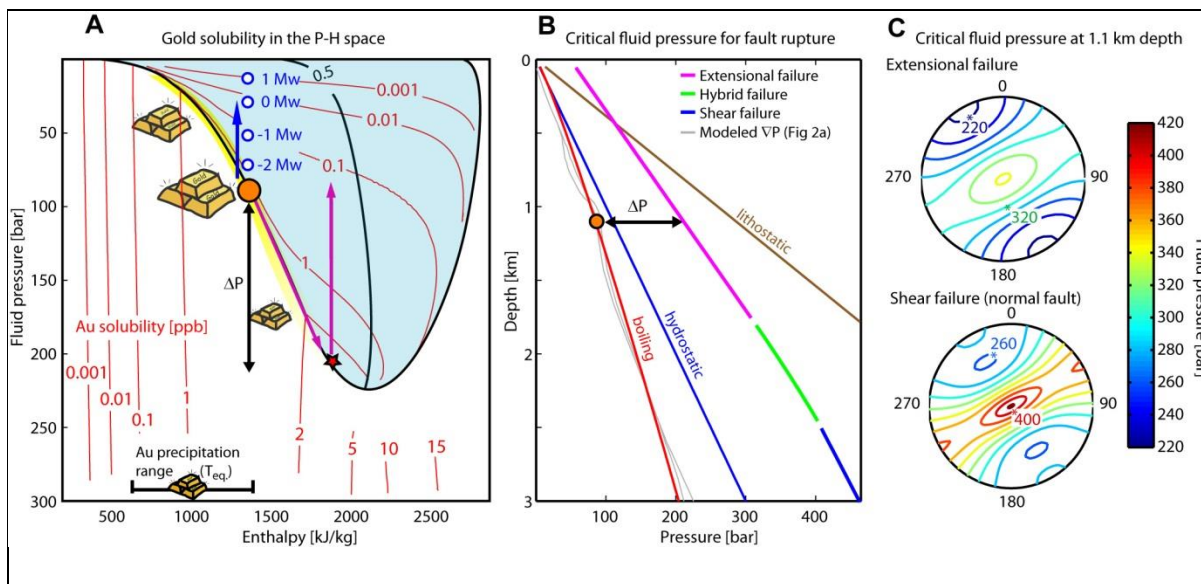 A
Gold solubility in the P-H space
Fluid pressure [bar]
50
100
150
200
250
300
500
1000
1500
2000
2500
Enthalpy [kJ/kg]
0.5
1 Mw
0 Mw
-1 Mw
-2 Mw
0.001
0.01
0.1
1
ΔP
Gold
Gold
Au solubility [ppb]
0.001
0.01
0.1
1
2
5
10
15
Au precipitation
range (Teq.)
B
Critical fluid pressure for fault rupture
Depth [km]
0
1
2
3
100
200
300
400
Pressure [bar]
Extensional failure
Hybrid failure
Shear failure
Modeled ∇P (Fig 2a)
ΔP
lithostatic
hydrostatic
boiling
C
Critical fluid pressure at 1.1 km depth
Extensional failure
0
*220
270
90
*
320
180
Shear failure (normal fault)
0
260
*
270
90
*400
180
420
400
380
360
340
320
300
280
260
240
220